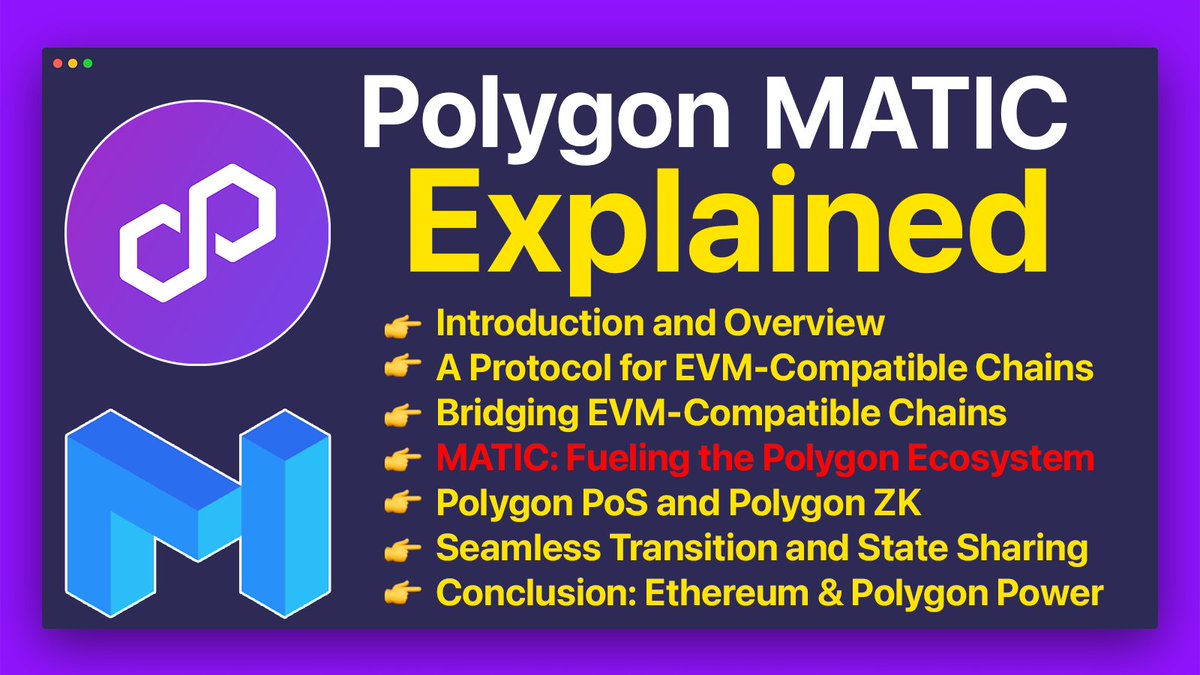 Polygon MATIC
Explained
👉 Introduction and Overview
👉 A Protocol for EVM-Compatible Chains
👉 Bridging EVM-Compatible Chains
👉 MATIC: Fueling the Polygon Ecosystem
👉 Polygon PoS and Polygon ZK
👉 Seamless Transition and State Sharing
👉 Conclusion: Ethereum & Polygon Power